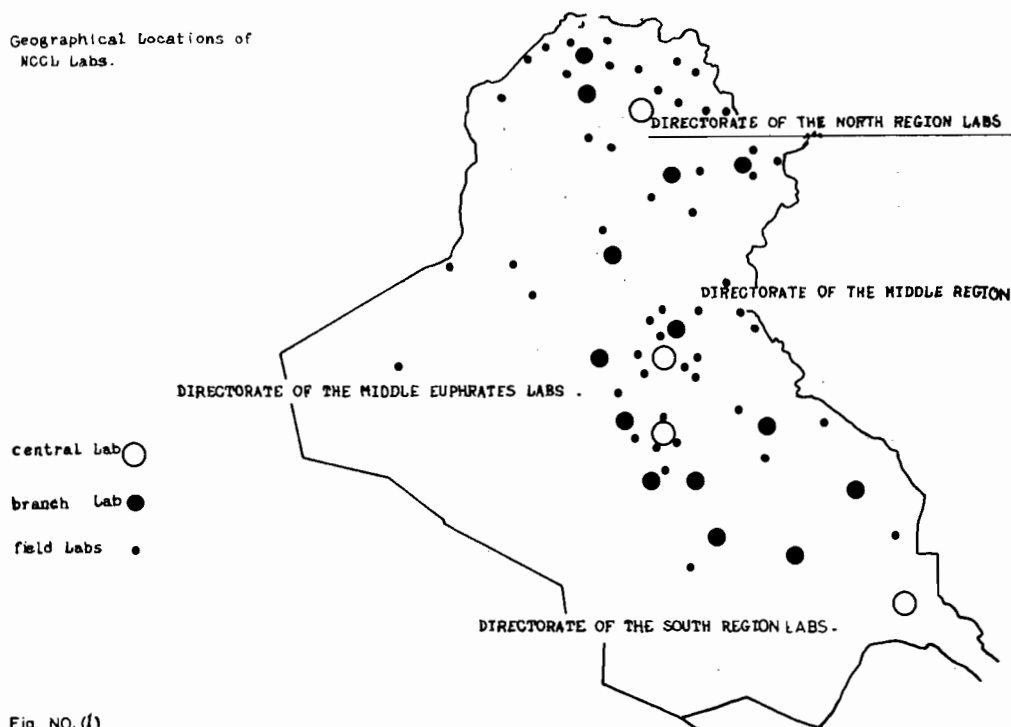 Geographical Locations of
NCCL Labs.
DIRECTORATE OF THE NORTH REGION LABS
DIRECTORATE OF THE MIDDLE REGION
DIRECTORATE OF THE MIDDLE EUPHRATES LABS .
central Lab
branch Lab
field Labs
DIRECTORATE OF THE SOUTH REGION LABS.
Fig. NO. (1)